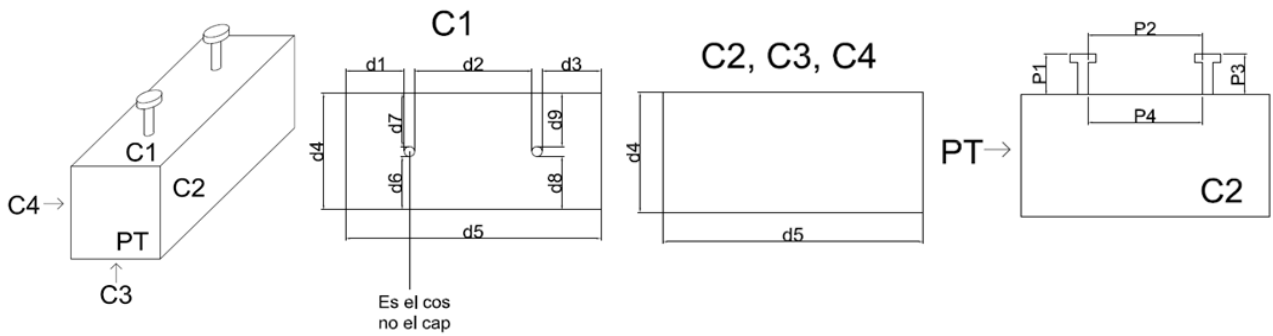 C1
C2
C4
PT
C3
C1
d1
d2
d3
d4
d7
d9
d6
d8
d5
Es el cos
no el cap
C2, C3, C4
d4
d5
P2
P1
P3
P4
PT
C2